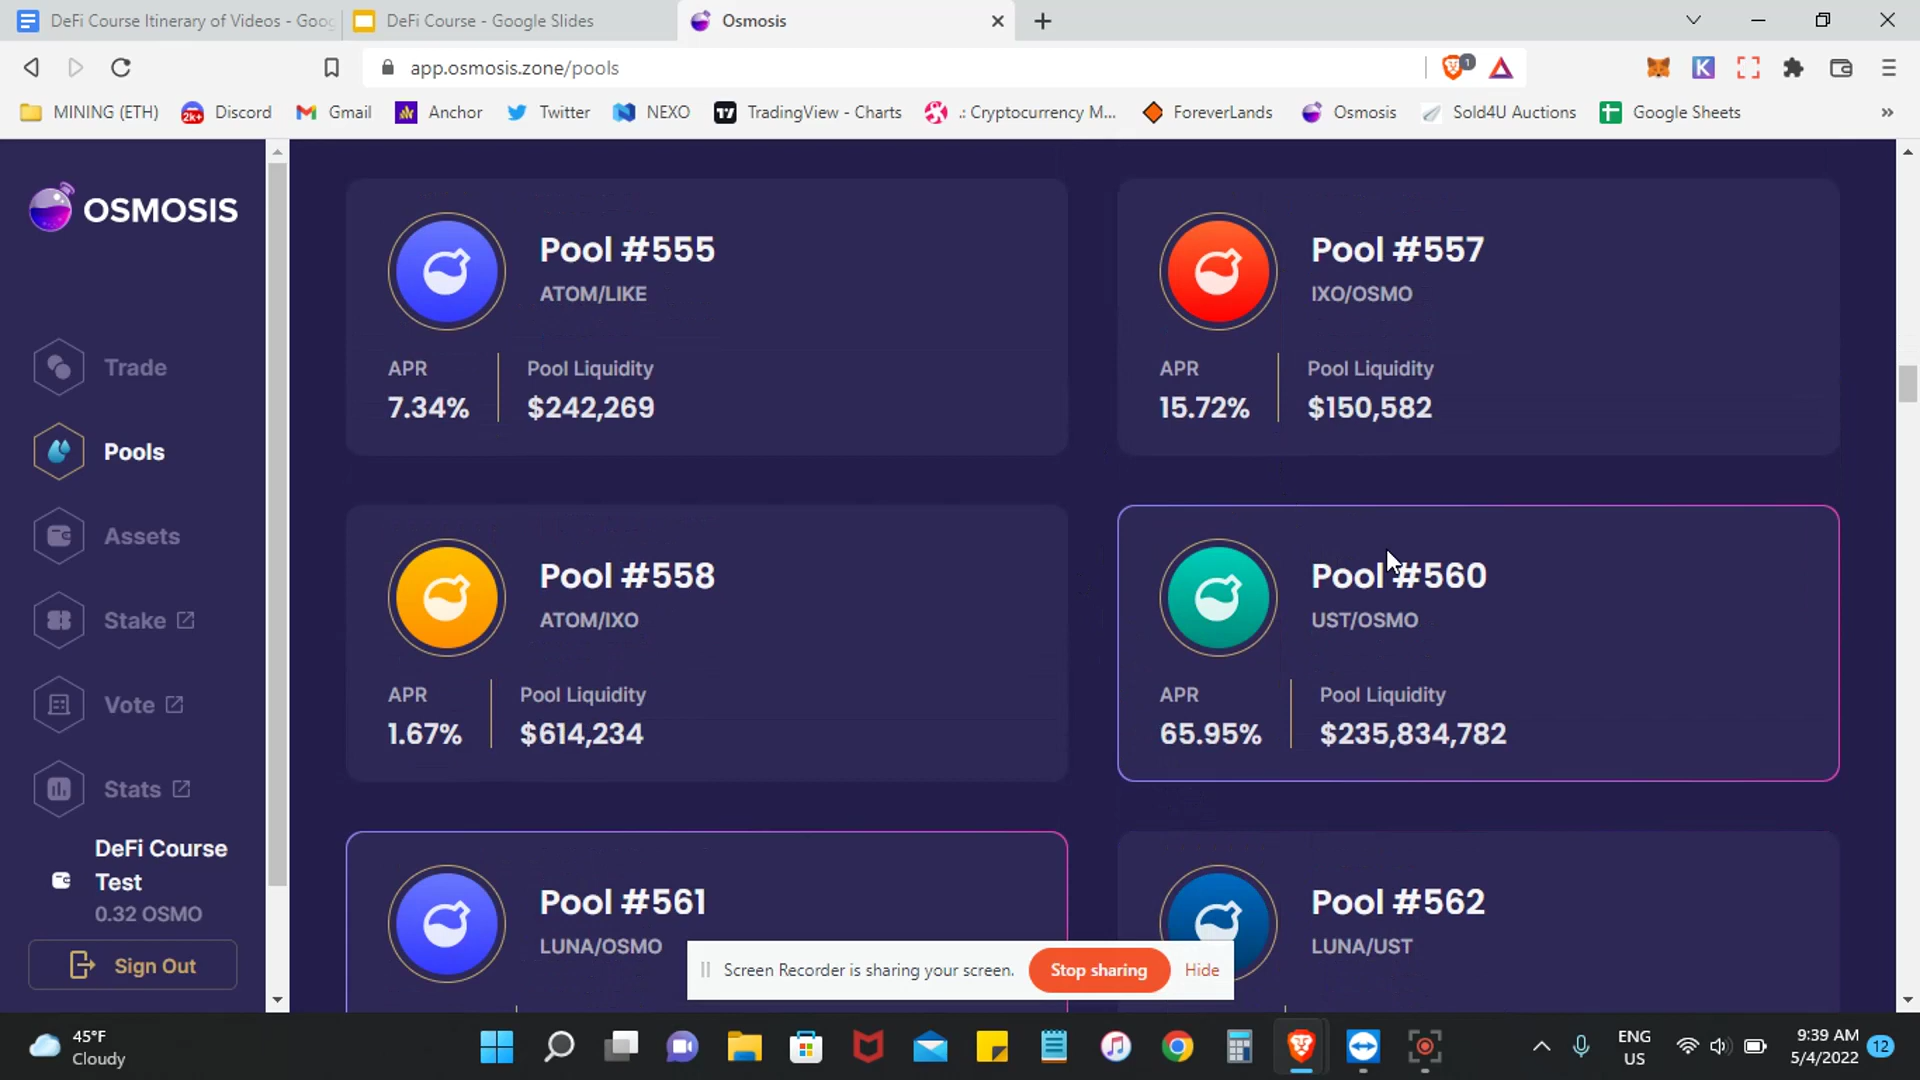 DeFi Course Itinerary of Videos - Goog
DeFi Course - Google Slides
Osmosis
app.osmosis.zone/pools
1
MINING (ETH)
2k+
Discord
Gmail
Anchor
Twitter
NEXO
TradingView - Charts
.: Cryptocurrency M...
ForeverLands
Osmosis
Sold4U Auctions
Google Sheets
»
OSMOSIS
Trade
Pools
Assets
Stake
Vote
Stats
DeFi Course
Test
0.32 OSMO
Sign Out
Pool #555
ATOM/LIKE
APR
Pool Liquidity
7.34%
$242,269
Pool #557
IXO/OSMO
APR
Pool Liquidity
15.72%
$150,582
Pool #558
ATOM/IXO
APR
Pool Liquidity
1.67%
$614,234
Pool #560
UST/OSMO
APR
Pool Liquidity
65.95%
$235,834,782
Pool #561
LUNA/OSMO
Pool #562
LUNA/UST
Screen Recorder is sharing your screen.
Stop sharing
Hide
45°F
Cloudy
ENG
US
9:39 AM
5/4/2022
12